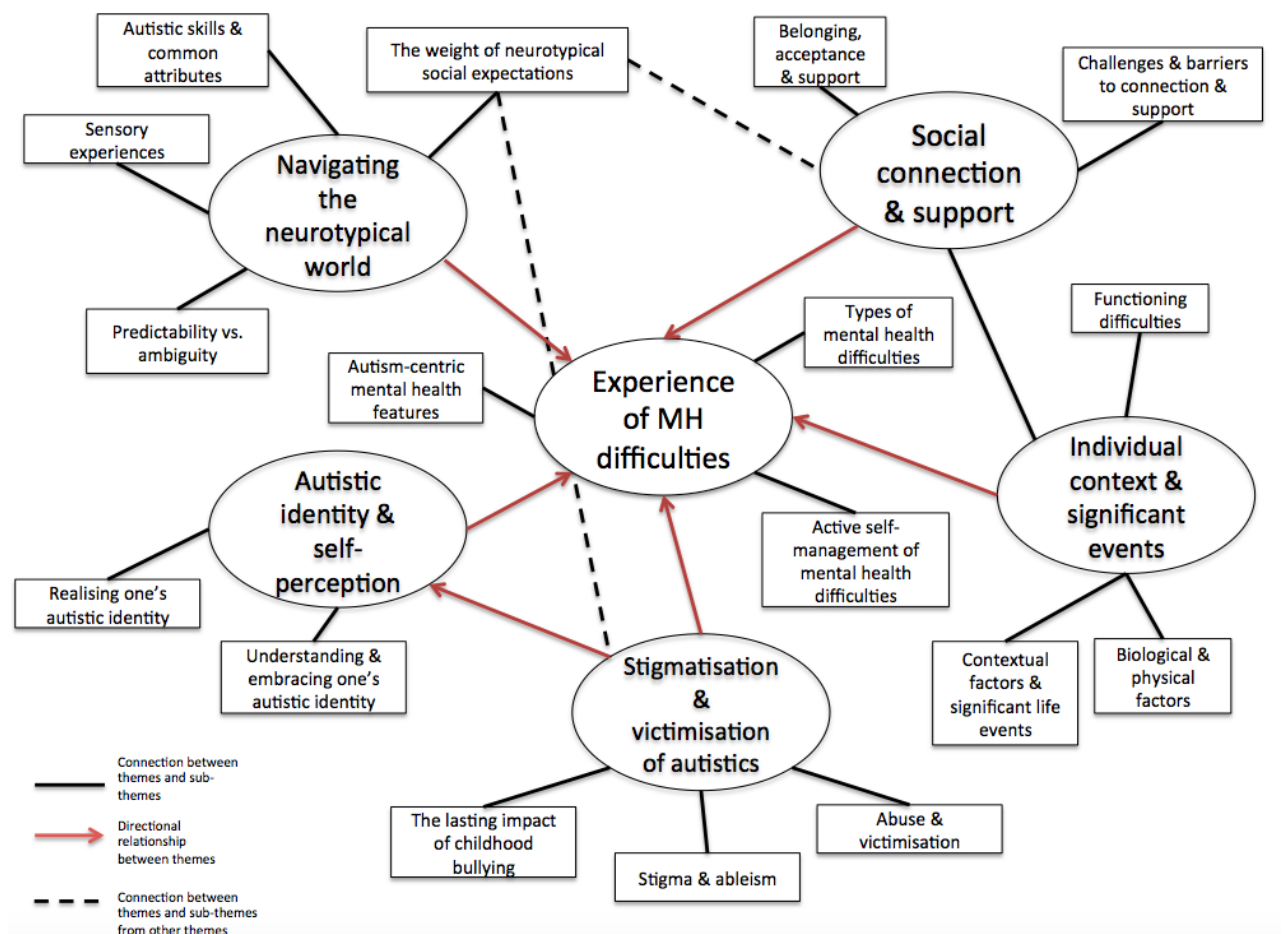 Autistic skills &
common
attributes
The weight of neurotypical
social expectations
Belonging,
acceptance
& support
Challenges & barriers
to connection &
support
Sensory
experiences
Navigating
the
neurotypical
world
Social
connection
& support
Predictability vs.
ambiguity
Functioning
difficulties
Types of
mental health
difficulties
Autism-centric
mental health
features
Experience
of MH
difficulties
Individual
context &
significant
events
Autistic
identity &
self-
perception
Active self-
management of
mental health
difficulties
Realising one’s
autistic identity
Understanding &
embracing one’s
autistic identity
Stigmatisation
&
victimisation
of autistics
Contextual
factors &
significant life
events
Biological &
physical
factors
The lasting impact
of childhood
bullying
Stigma & ableism
Abuse &
victimisation
Connection between
themes and sub-
themes
Directional
relationship
between themes
Connection between
themes and sub-themes
from other themes